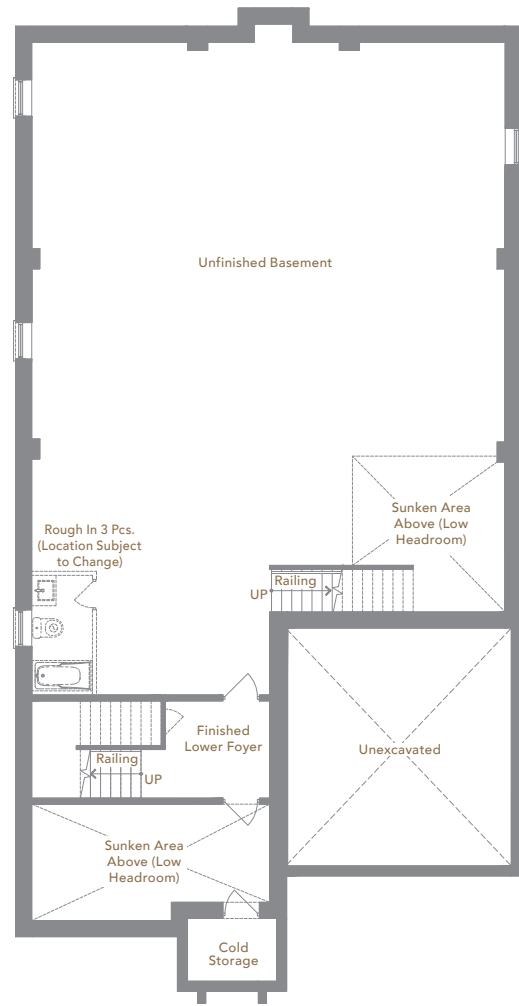 Unfinished Basement
Sunken Area
Above (Low
Headroom)
Rough In 3 Pcs.
(Location Subject
to Change)
Railing
UP
Finished
Lower Foyer
Unexcavated
Railing
UP
Sunken Area
Above (Low
Headroom)
Cold
Storage